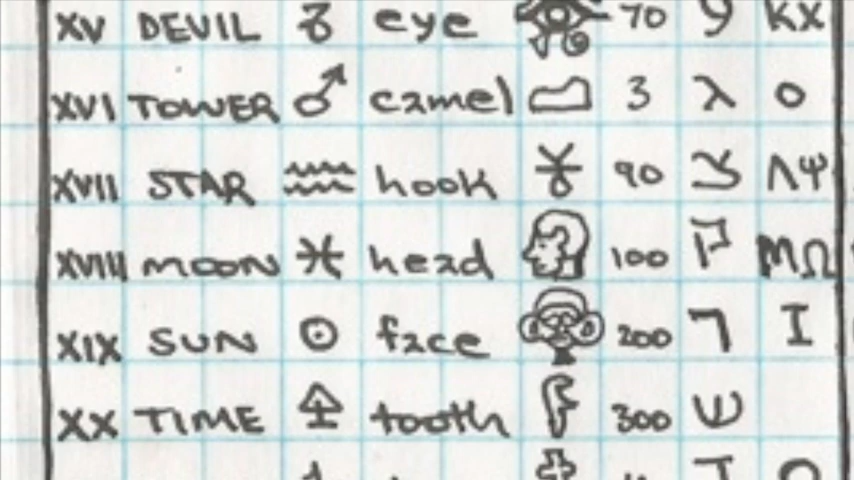 XV DEVIL ♑ eye 70 ע KX
XVI TOWER ♂ camel 3 λ O
XVII STAR ♒ hook 90 צ ΛΨ
XVIII MOON ♓ head 100 ק MΩ
XIX SUN ☉ face 200 ר I
XX TIME tooth 300 ש